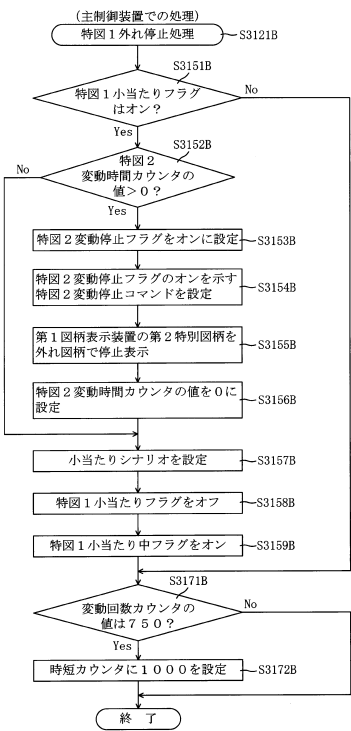 (主制御装置での処理)
特図1外れ停止処理
S3121B
S3151B
特図1小当たりフラグ
はオン?
No
Yes
S3152B
No
特図2
変動時間カウンタの
値>0?
Yes
特図2変動停止フラグをオンに設定
S3153B
特図2変動停止フラグのオンを示す
特図2変動停止コマンドを設定
S3154B
第1図柄表示装置の第2特別図柄を
外れ図柄で停止表示
S3155B
特図2変動時間カウンタの値を0に
設定
S3156B
小当たりシナリオを設定
S3157B
特図1小当たりフラグをオフ
S3158B
特図1小当たり中フラグをオン
S3159B
S3171B
変動回数カウンタの
値は750?
No
Yes
時短カウンタに1000を設定
S3172B
終 了